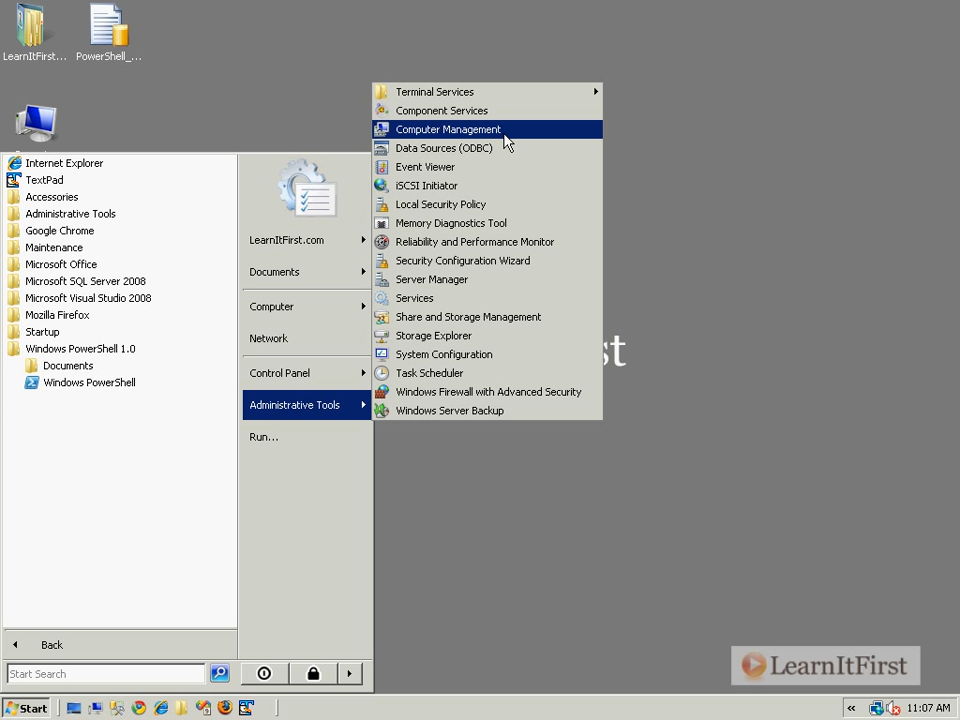 LearnItFirst...
PowerShell_...
Internet Explorer
TextPad
Accessories
Administrative Tools
Google Chrome
Maintenance
Microsoft Office
Microsoft SQL Server 2008
Microsoft Visual Studio 2008
Mozilla Firefox
Startup
Windows PowerShell 1.0
Documents
Windows PowerShell
Back
Start Search
LearnItFirst.com
Documents
Computer
Network
Control Panel
Administrative Tools
Run...
Terminal Services
Component Services
Computer Management
Data Sources (ODBC)
Event Viewer
iSCSI Initiator
Local Security Policy
Memory Diagnostics Tool
Reliability and Performance Monitor
Security Configuration Wizard
Server Manager
Services
Share and Storage Management
Storage Explorer
System Configuration
Task Scheduler
Windows Firewall with Advanced Security
Windows Server Backup
st
LearnItFirst
Start
11:07 AM